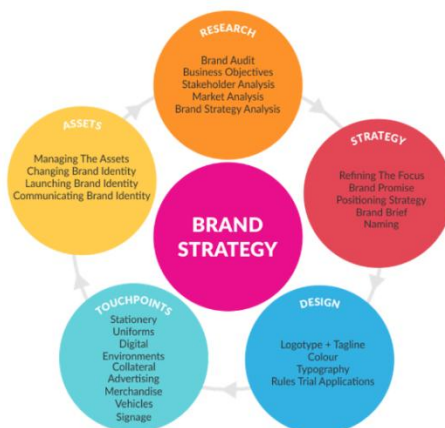 RESEARCH
Brand Audit
Business Objectives
Stakeholder Analysis
Market Analysis
Brand Strategy Analysis
STRATEGY
Refining The Focus
Brand Promise
Positioning Strategy
Brand Brief
Naming
DESIGN
Logotype + Tagline
Colour
Typography
Rules Trial Applications
TOUCHPOINTS
Stationery
Uniforms
Digital
Environments
Collateral
Advertising
Merchandise
Vehicles
Signage
ASSETS
Managing The Assets
Changing Brand Identity
Launching Brand Identity
Communicating Brand Identity
BRAND
STRATEGY